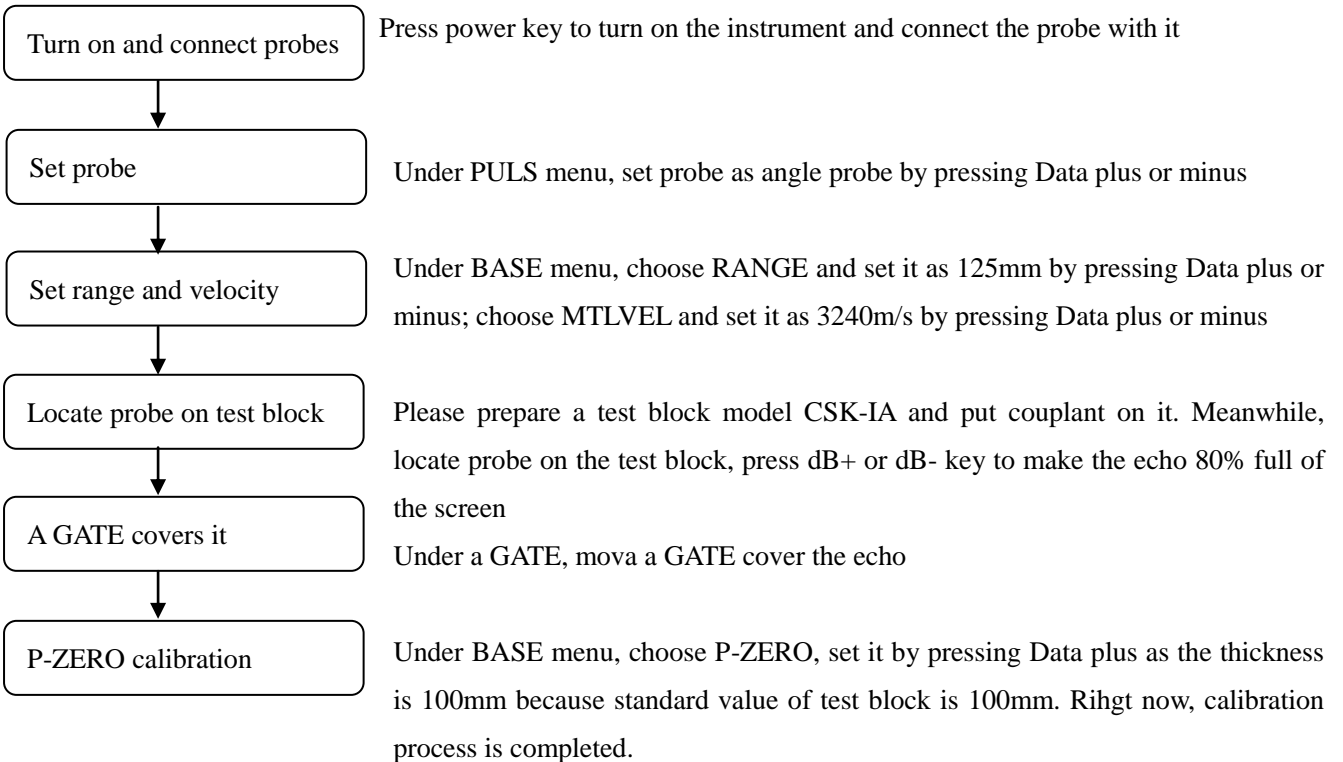 Turn on and connect probes
Press power key to turn on the instrument and connect the probe with it
Set probe
Under PULS menu, set probe as angle probe by pressing Data plus or minus
Set range and velocity
Under BASE menu, choose RANGE and set it as 125mm by pressing Data plus or
minus; choose MTLVEL and set it as 3240m/s by pressing Data plus or minus
Locate probe on test block
Please prepare a test block model CSK-IA and put couplant on it. Meanwhile,
locate probe on the test block, press dB+ or dB- key to make the echo 80% full of
the screen
A GATE covers it
Under a GATE, mova a GATE cover the echo
P-ZERO calibration
Under BASE menu, choose P-ZERO, set it by pressing Data plus as the thickness
is 100mm because standard value of test block is 100mm. Rihgt now, calibration
process is completed.